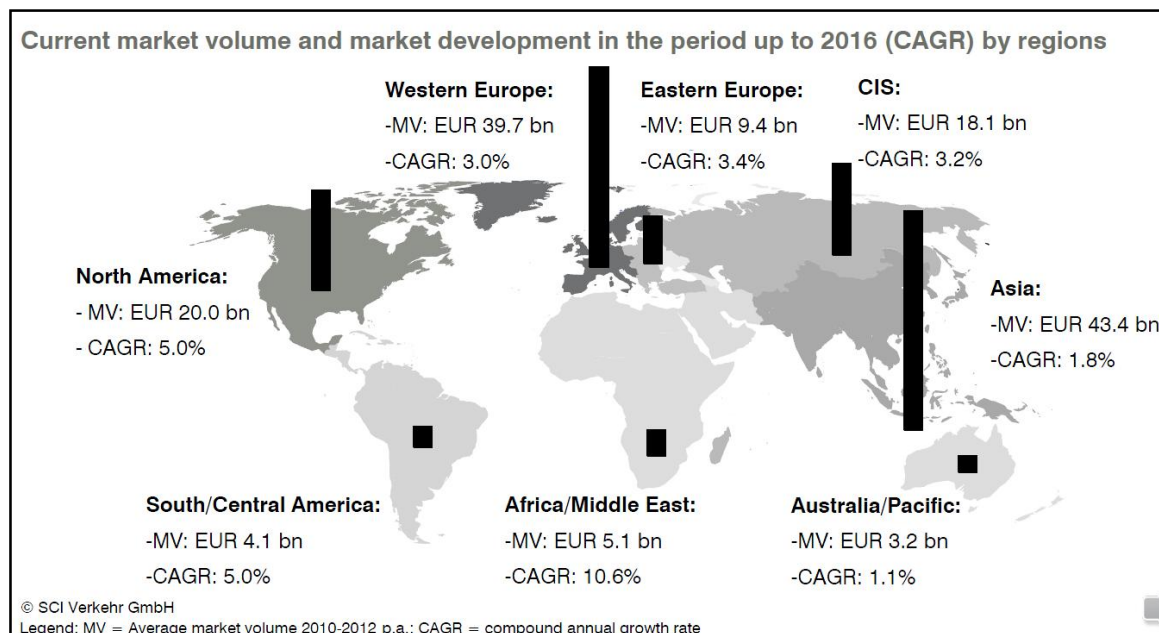 Current market volume and market development in the period up to 2016 (CAGR) by regions
Western Europe:
-MV: EUR 39.7 bn
-CAGR: 3.0%
Eastern Europe:
-MV: EUR 9.4 bn
-CAGR: 3.4%
CIS:
-MV: EUR 18.1 bn
-CAGR: 3.2%
North America:
- MV: EUR 20.0 bn
- CAGR: 5.0%
Asia:
-MV: EUR 43.4 bn
-CAGR: 1.8%
South/Central America:
-MV: EUR 4.1 bn
-CAGR: 5.0%
Africa/Middle East:
-MV: EUR 5.1 bn
-CAGR: 10.6%
Australia/Pacific:
-MV: EUR 3.2 bn
-CAGR: 1.1%
© SCI Verkehr GmbH
Legend: MV = Average market volume 2010-2012 p.a.; CAGR = compound annual growth rate